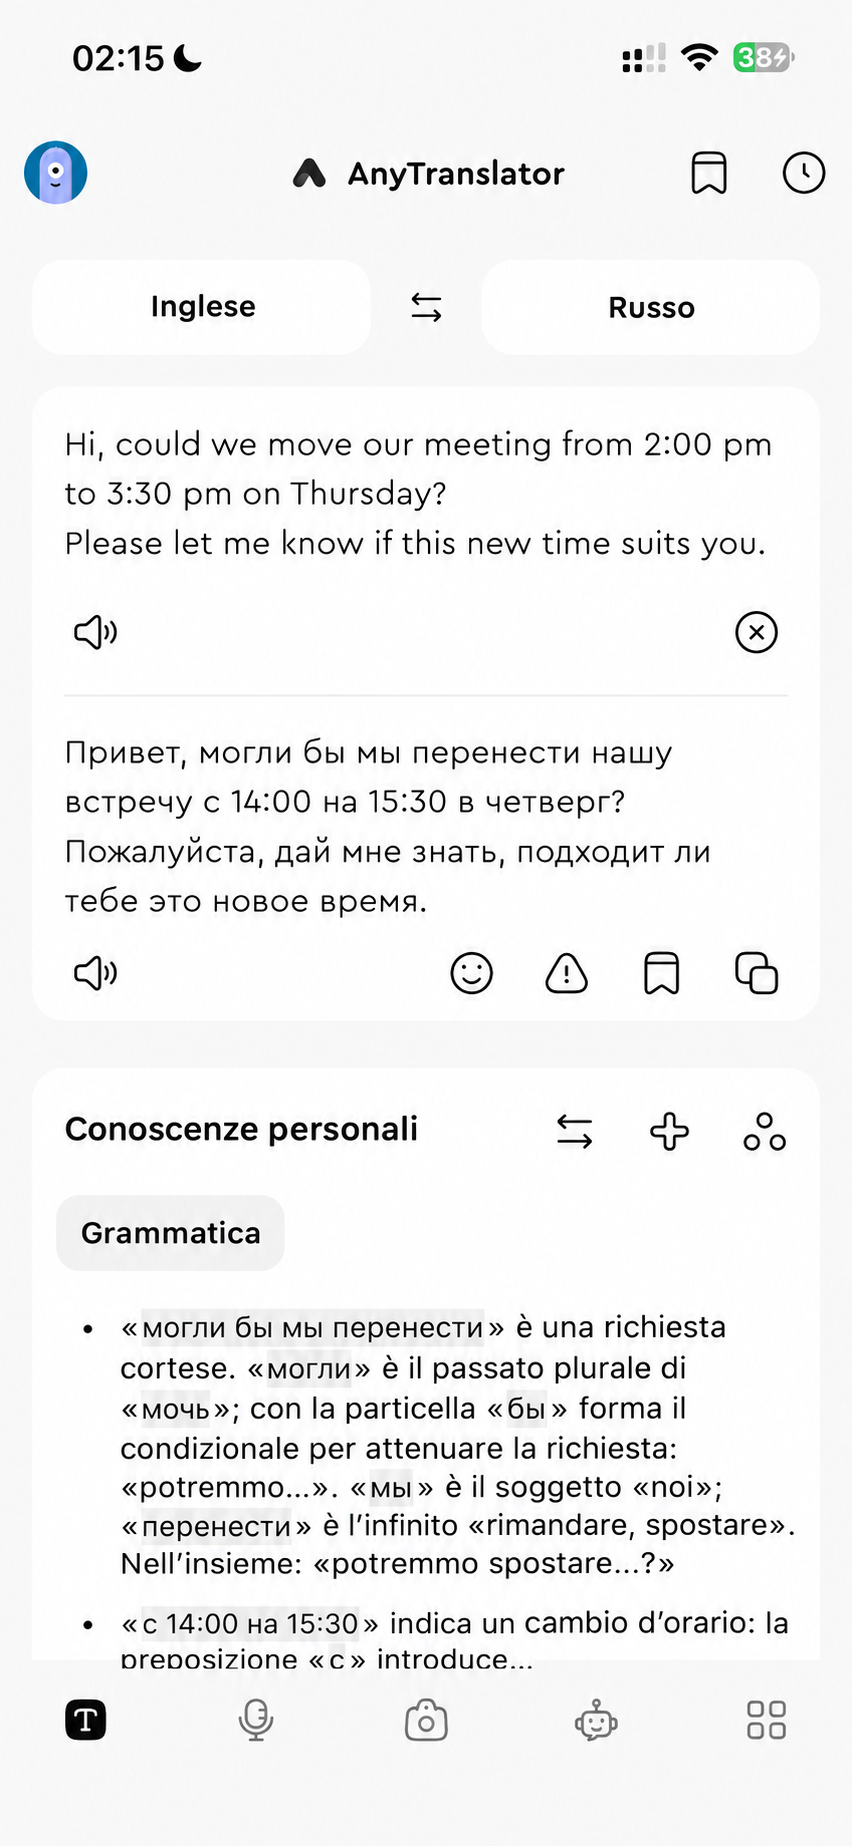 02:15
38
AnyTranslator
Inglese
Russo
Hi, could we move our meeting from 2:00 pm
to 3:30 pm on Thursday?
Please let me know if this new time suits you.
Привет, могли бы мы перенести нашу
встречу с 14:00 на 15:30 в четверг?
Пожалуйста, дай мне знать, подходит ли
тебе это новое время.
Conoscenze personali
Grammatica
• «могли бы мы перенести» è una richiesta
cortese. «могли» è il passato plurale di
«мочь»; con la particella «бы» forma il
condizionale per attenuare la richiesta:
«potremmo...». «мы» è il soggetto «noi»;
«перенести» è l’infinito «rimandare, spostare».
Nell’insieme: «potremmo spostare...?»
• «с 14:00 на 15:30» indica un cambio d’orario: la
preposizione «с» introduce...
T